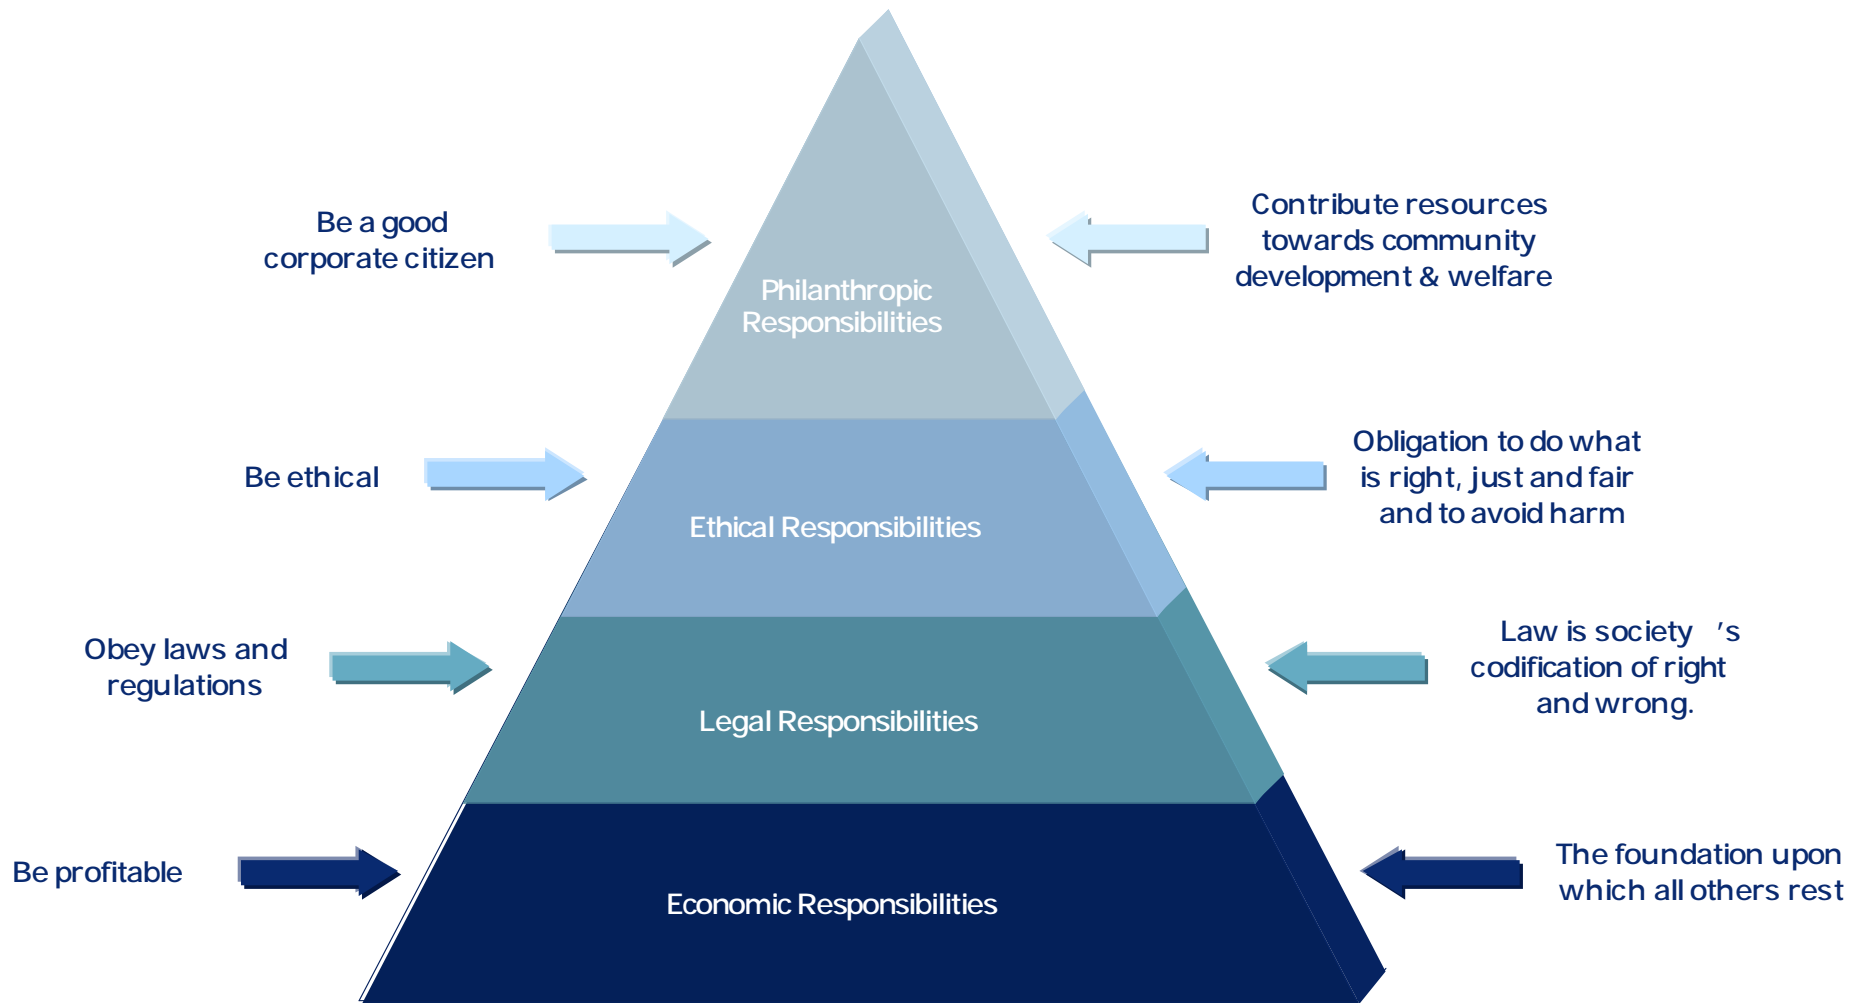 Be a good
corporate citizen
Philanthropic
Responsibilities
Contribute resources
towards community
development & welfare
Be ethical
Ethical Responsibilities
Obligation to do what
is right, just and fair
and to avoid harm
Obey laws and
regulations
Legal Responsibilities
Law is society ’s
codification of right
and wrong.
Be profitable
Economic Responsibilities
The foundation upon
which all others rest